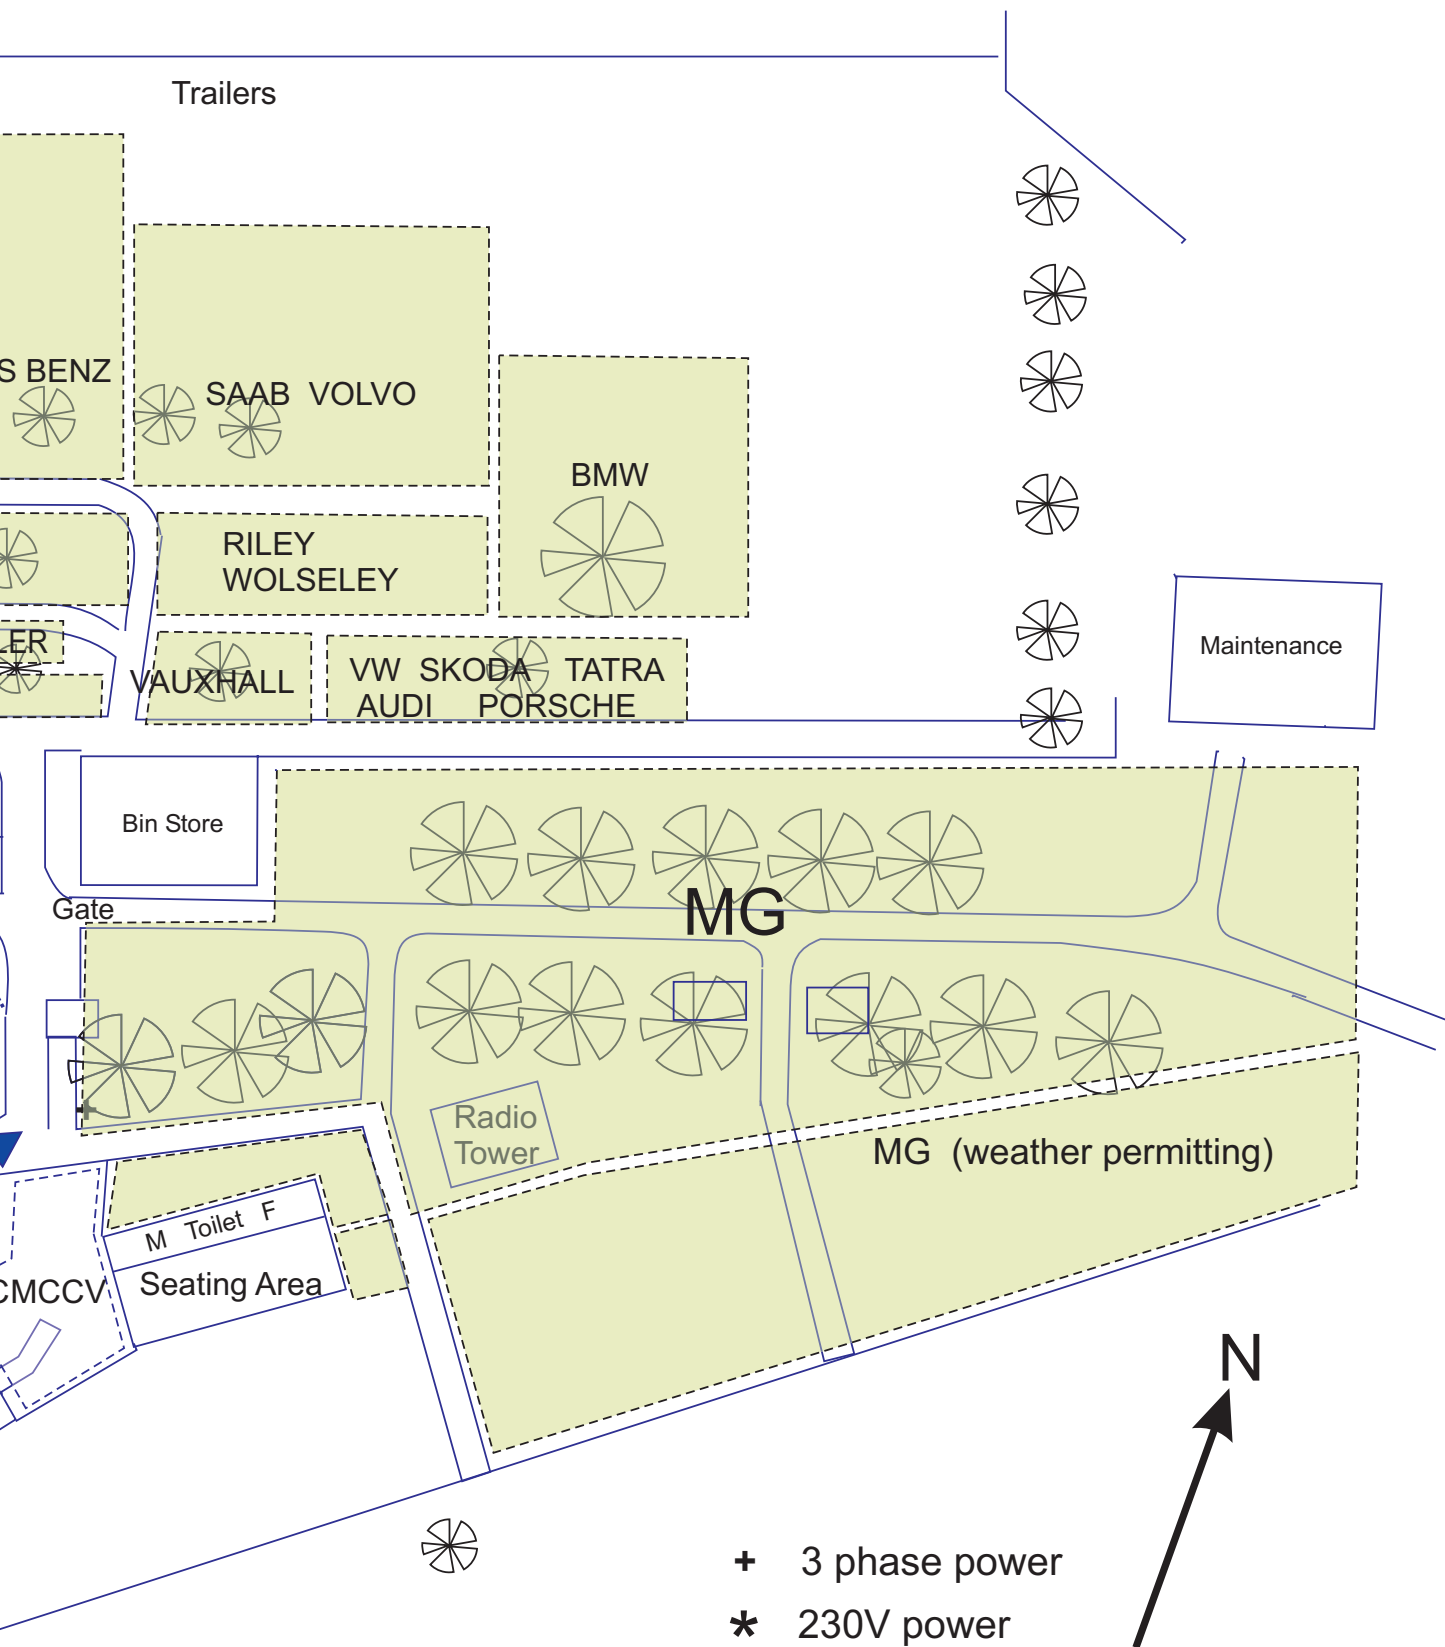 Trailers
S BENZ
SAAB VOLVO
BMW
RILEY
WOLSELEY
LER
VAUXHALL
VW SKODA TATRA
AUDI PORSCHE
Maintenance
Bin Store
Gate
MG
Radio
Tower
MG (weather permitting)
M Toilet F
Seating Area
CMCCV
N
+ 3 phase power
* 230V power